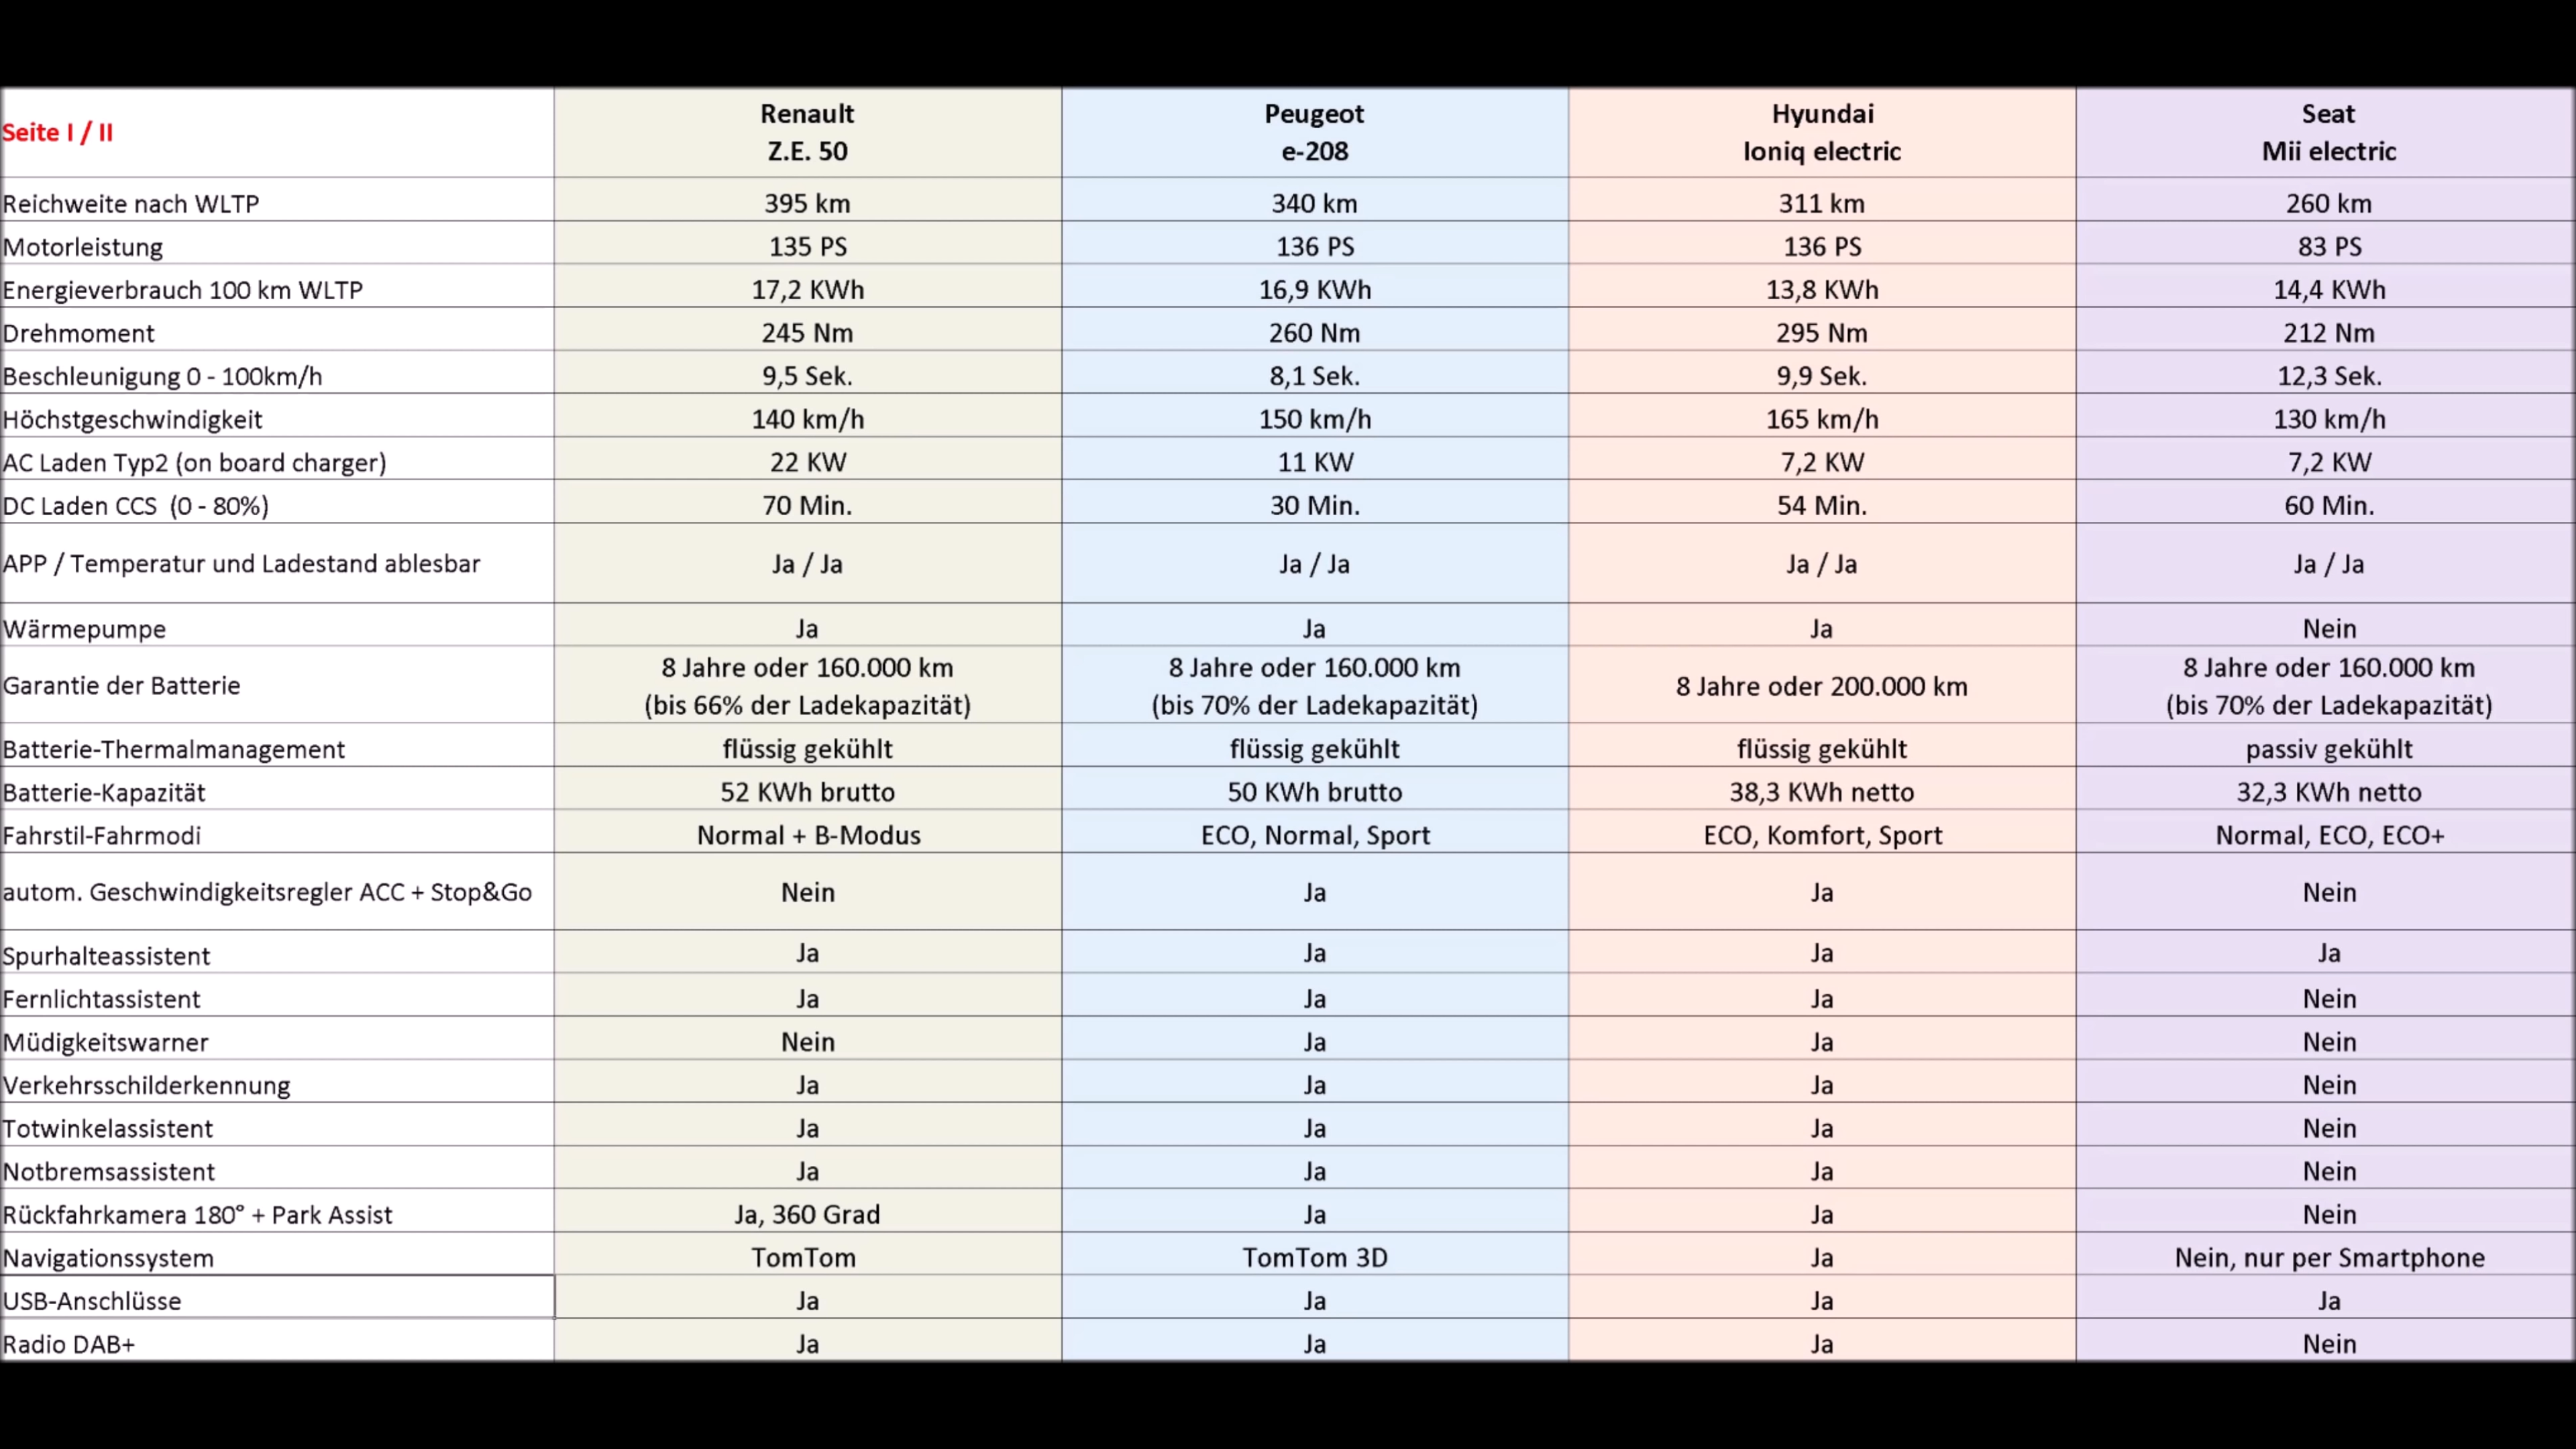 Seite I / II
Renault
Z.E. 50
Peugeot
e-208
Hyundai
Ioniq electric
Seat
Mii electric
Reichweite nach WLTP 395 km 340 km 311 km 260 km
Motorleistung 135 PS 136 PS 136 PS 83 PS
Energieverbrauch 100 km WLTP 17,2 KWh 16,9 KWh 13,8 KWh 14,4 KWh
Drehmoment 245 Nm 260 Nm 295 Nm 212 Nm
Beschleunigung 0 - 100km/h 9,5 Sek. 8,1 Sek. 9,9 Sek. 12,3 Sek.
Höchstgeschwindigkeit 140 km/h 150 km/h 165 km/h 130 km/h
AC Laden Typ2 (on board charger) 22 KW 11 KW 7,2 KW 7,2 KW
DC Laden CCS (0 - 80%) 70 Min. 30 Min. 54 Min. 60 Min.
APP / Temperatur und Ladestand ablesbar Ja / Ja Ja / Ja Ja / Ja Ja / Ja
Wärmepumpe Ja Ja Ja Nein
Garantie der Batterie
8 Jahre oder 160.000 km
(bis 66% der Ladekapazität)
8 Jahre oder 160.000 km
(bis 70% der Ladekapazität)
8 Jahre oder 200.000 km
8 Jahre oder 160.000 km
(bis 70% der Ladekapazität)
Batterie-Thermalmanagement flüssig gekühlt flüssig gekühlt flüssig gekühlt passiv gekühlt
Batterie-Kapazität 52 KWh brutto 50 KWh brutto 38,3 KWh netto 32,3 KWh netto
Fahrstil-Fahrmodi Normal + B-Modus ECO, Normal, Sport ECO, Komfort, Sport Normal, ECO, ECO+
autom. Geschwindigkeitsregler ACC + Stop&Go Nein Ja Ja Nein
Spurhalteassistent Ja Ja Ja Ja
Fernlichtassistent Ja Ja Ja Nein
Müdigkeitswarner Nein Ja Ja Nein
Verkehrsschilderkennung Ja Ja Ja Nein
Totwinkelassistent Ja Ja Ja Nein
Notbremsassistent Ja Ja Ja Nein
Rückfahrkamera 180° + Park Assist Ja, 360 Grad Ja Ja Nein
Navigationssystem TomTom TomTom 3D Ja Nein, nur per Smartphone
USB-Anschlüsse Ja Ja Ja Ja
Radio DAB+ Ja Ja Ja Nein